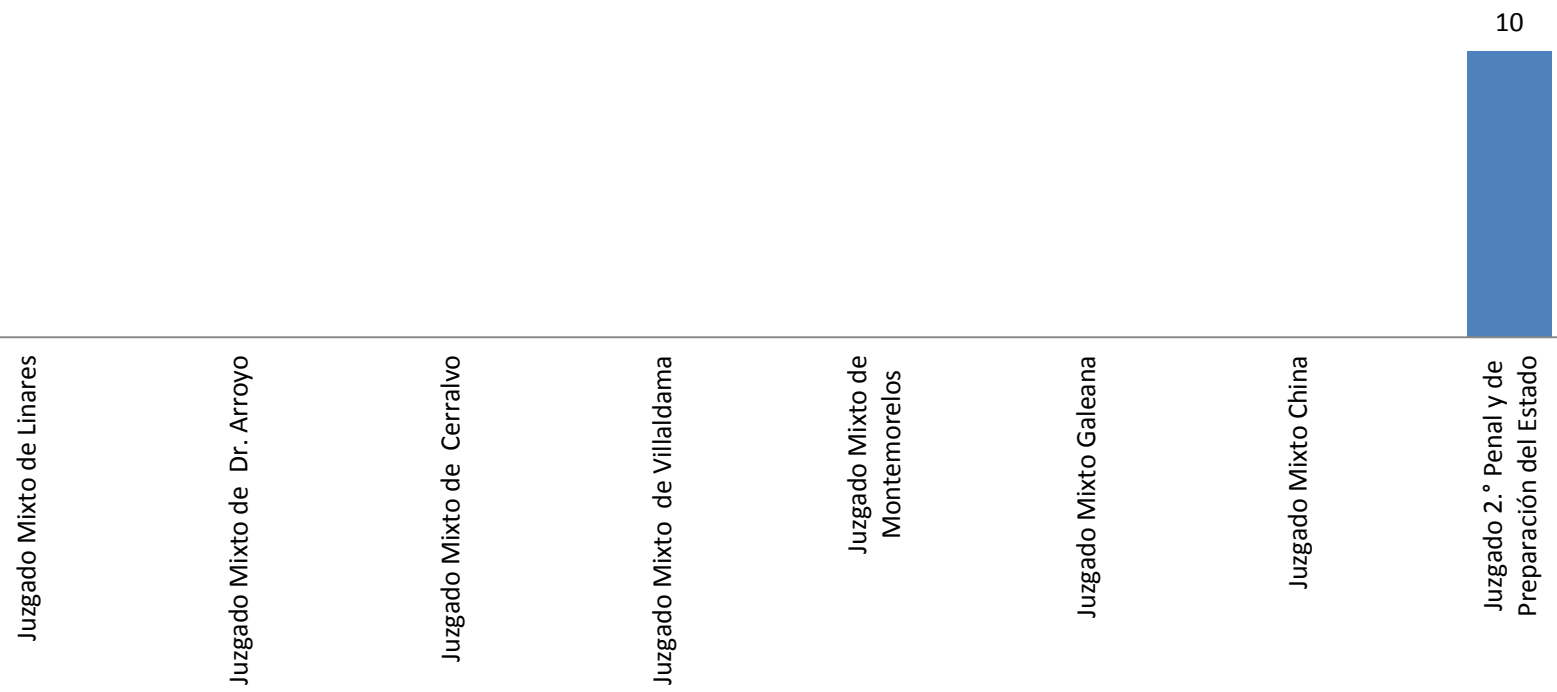 10
Juzgado Mixto de Linares
Juzgado Mixto de Dr. Arroyo
Juzgado Mixto de Cerralvo
Juzgado Mixto de Villaldama
Juzgado Mixto de
Montemorelos
Juzgado Mixto Galeana
Juzgado Mixto China
Juzgado 2.° Penal y de
Preparación del Estado